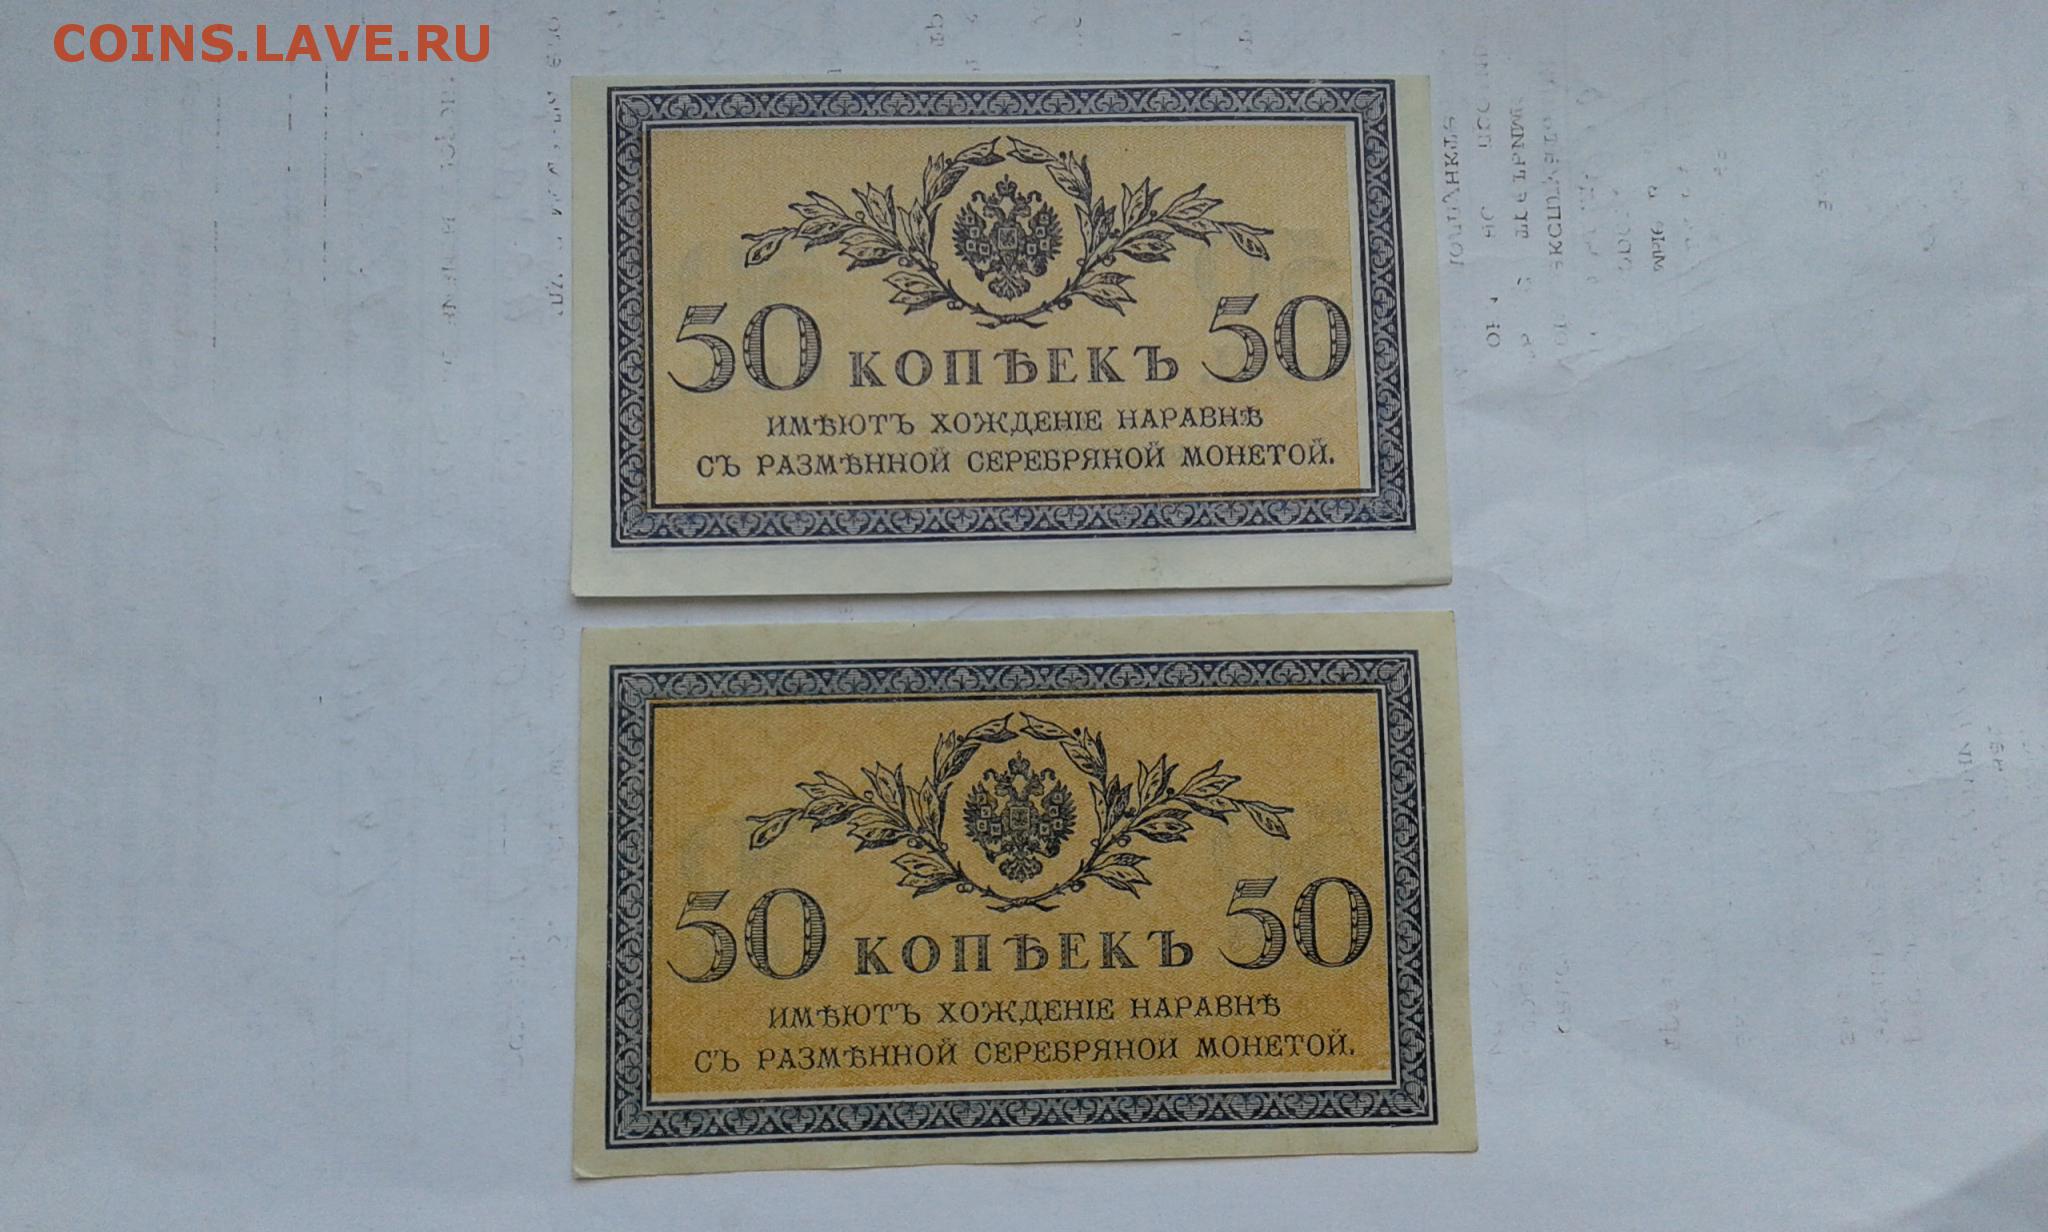 COINS.LAVE.RU
50 КОПѢЕКЪ 50
ИМѢЮТЪ ХОЖДЕНІЕ НАРАВНѢ
СЪ РАЗМѢННОЙ СЕРЕБРЯНОЙ МОНЕТОЙ.
50 КОПѢЕКЪ 50
ИМѢЮТЪ ХОЖДЕНІЕ НАРАВНѢ
СЪ РАЗМѢННОЙ СЕРЕБРЯНОЙ МОНЕТОЙ.